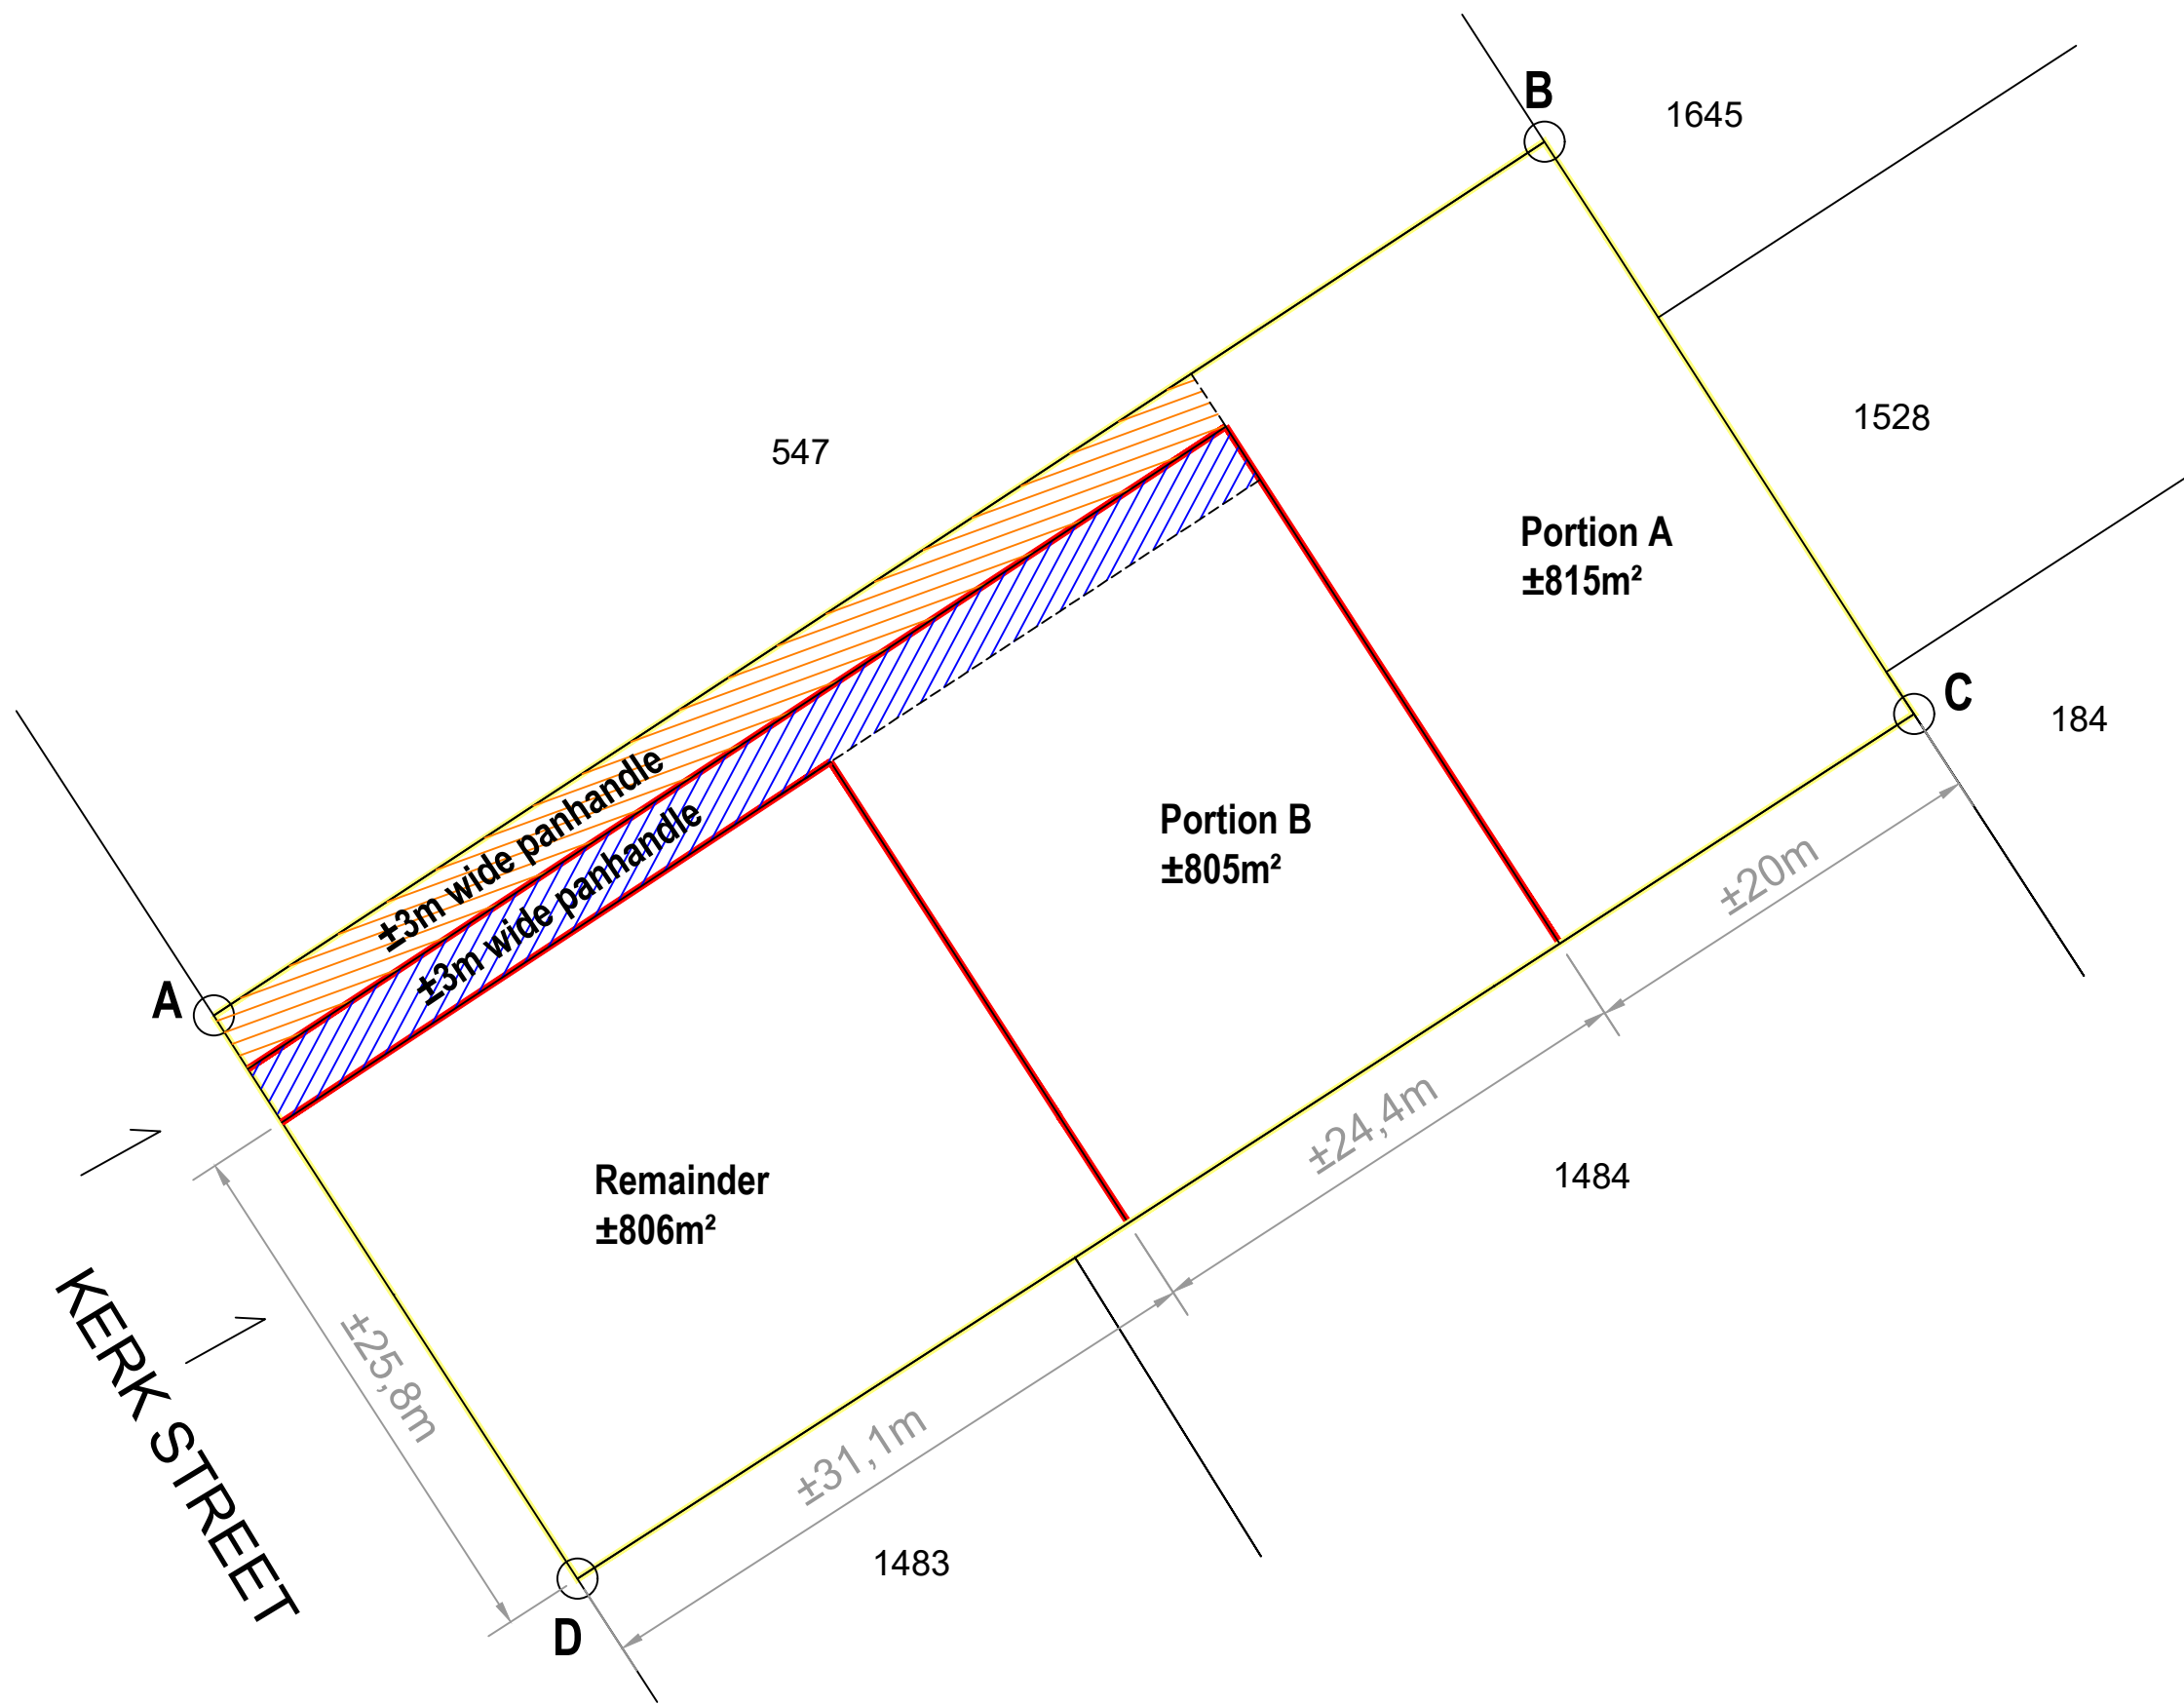 B
1645
547
1528
Portion A
±815m²
C
184
±3m wide panhandle
±3m wide panhandle
Portion B
±805m²
±20m
A
±24,4m
1484
Remainder
±806m²
KERK STREET
±25,8m
±31,1m
1483
D